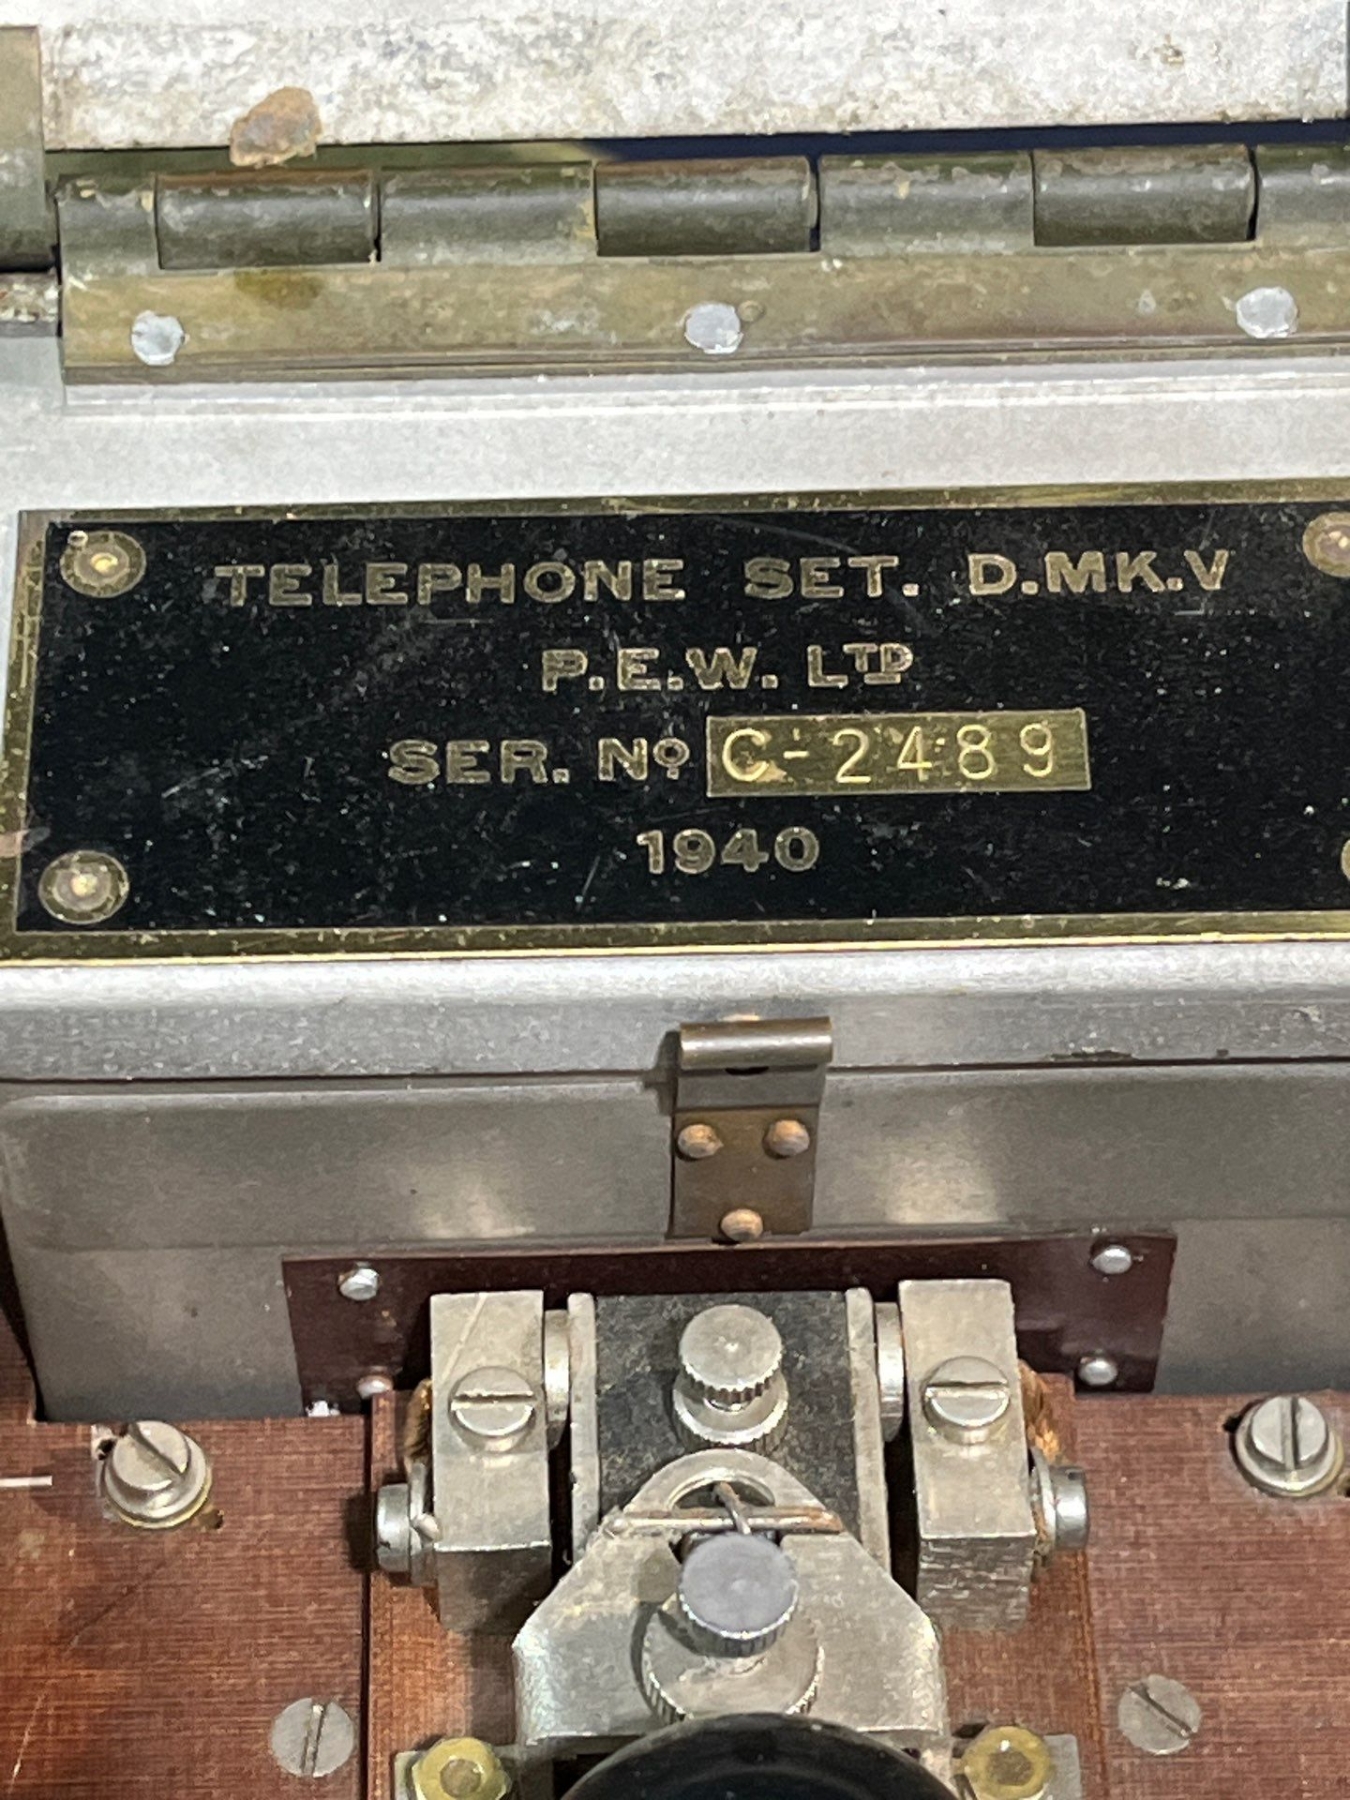 TELEPHONE SET. D.MK.V
P.E.W. LTD
SER. No C-2489
1940